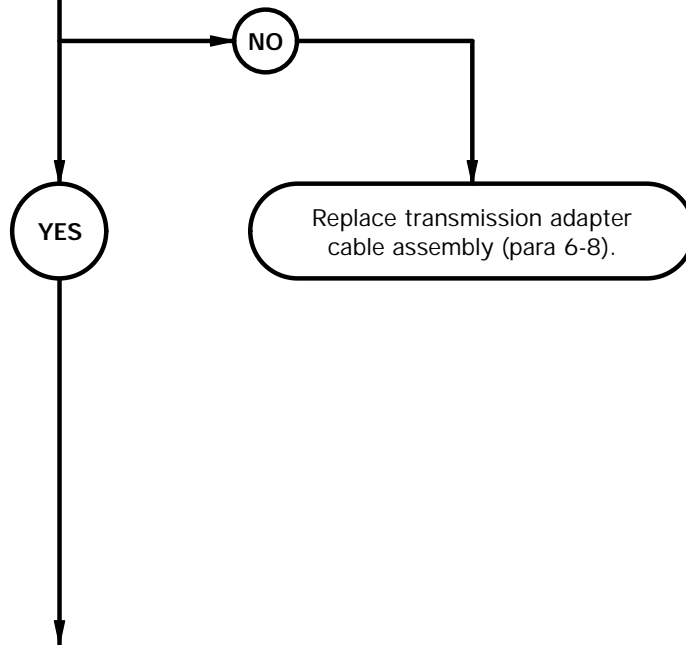 NO
YES
Replace transmission adapter
cable assembly (para 6-8).